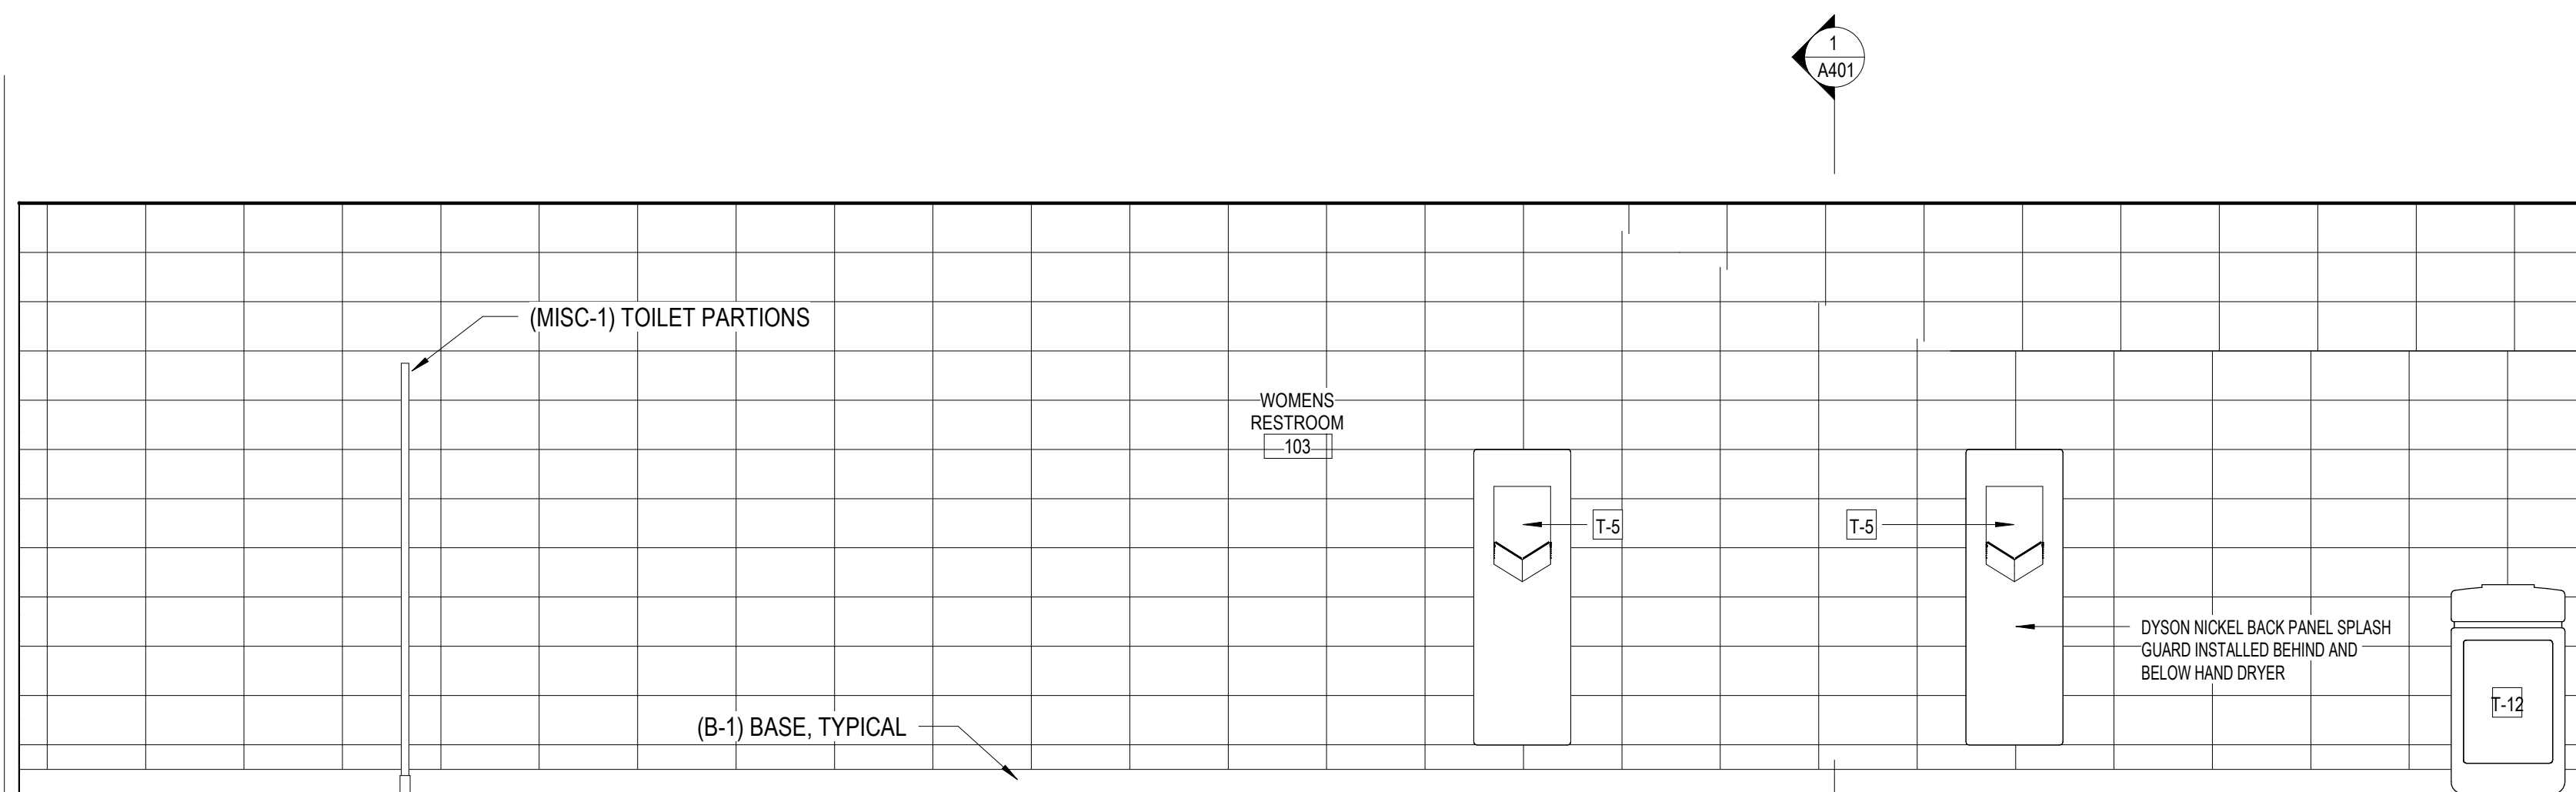 1
A401
(MISC-1) TOILET PARTIONS
WOMENS
RESTROOM
103
T-5
T-5
DYSON NICKEL BACK PANEL SPLASH
GUARD INSTALLED BEHIND AND
BELOW HAND DRYER
T-12
(B-1) BASE, TYPICAL